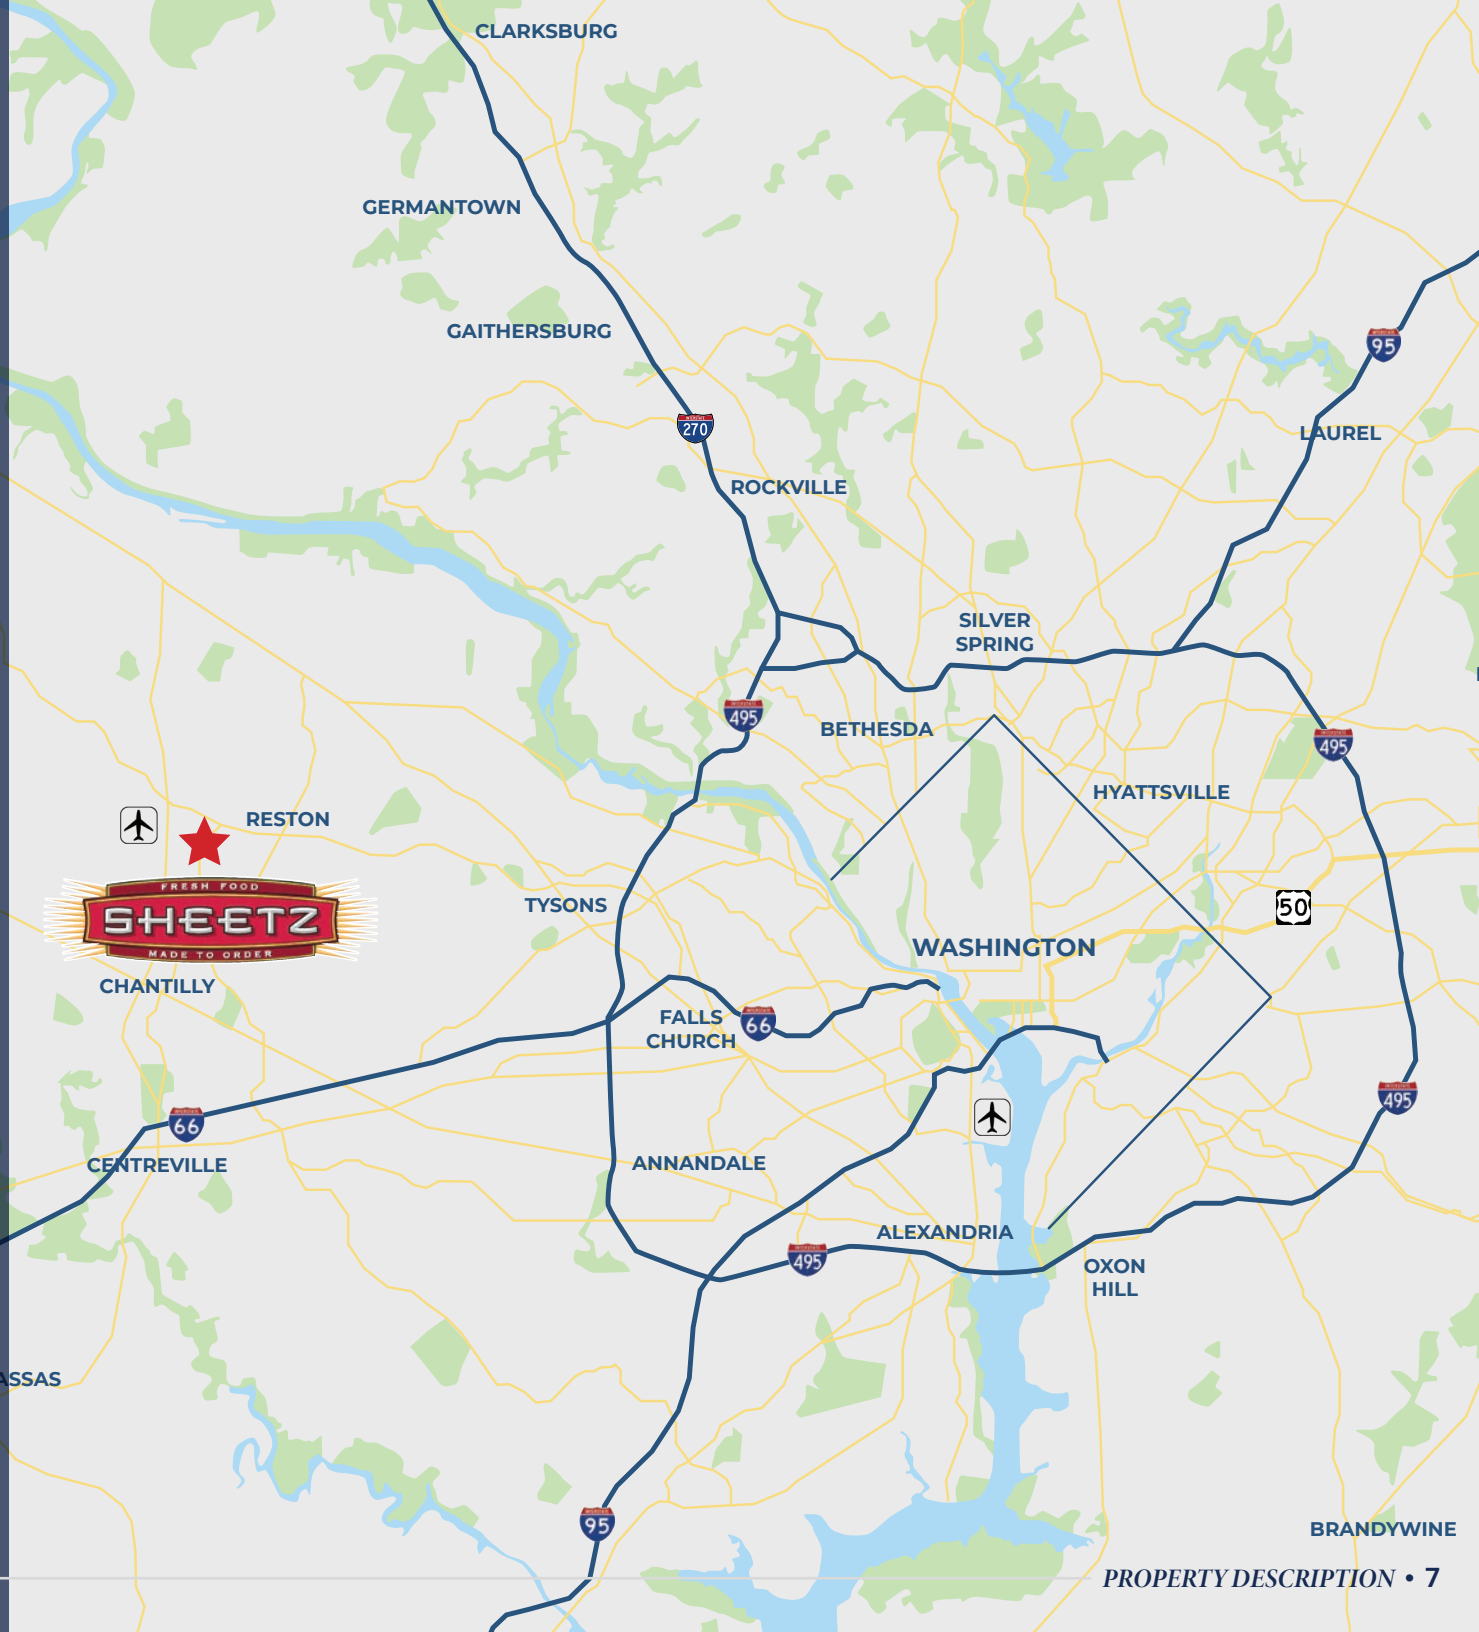 CLARKSBURG
GERMANTOWN
GAITHERSBURG
95
270
LAUREL
ROCKVILLE
SILVER
SPRING
495
BETHESDA
495
HYATTSVILLE
RESTON
FRESH FOOD
SHEETZ
MADE TO ORDER
TYSONS
50
WASHINGTON
CHANTILLY
FALLS
CHURCH
66
495
66
CENTREVILLE
ANNANDALE
ALEXANDRIA
495
OXON
HILL
ASSAS
95
BRANDYWINE
PROPERTY DESCRIPTION • 7